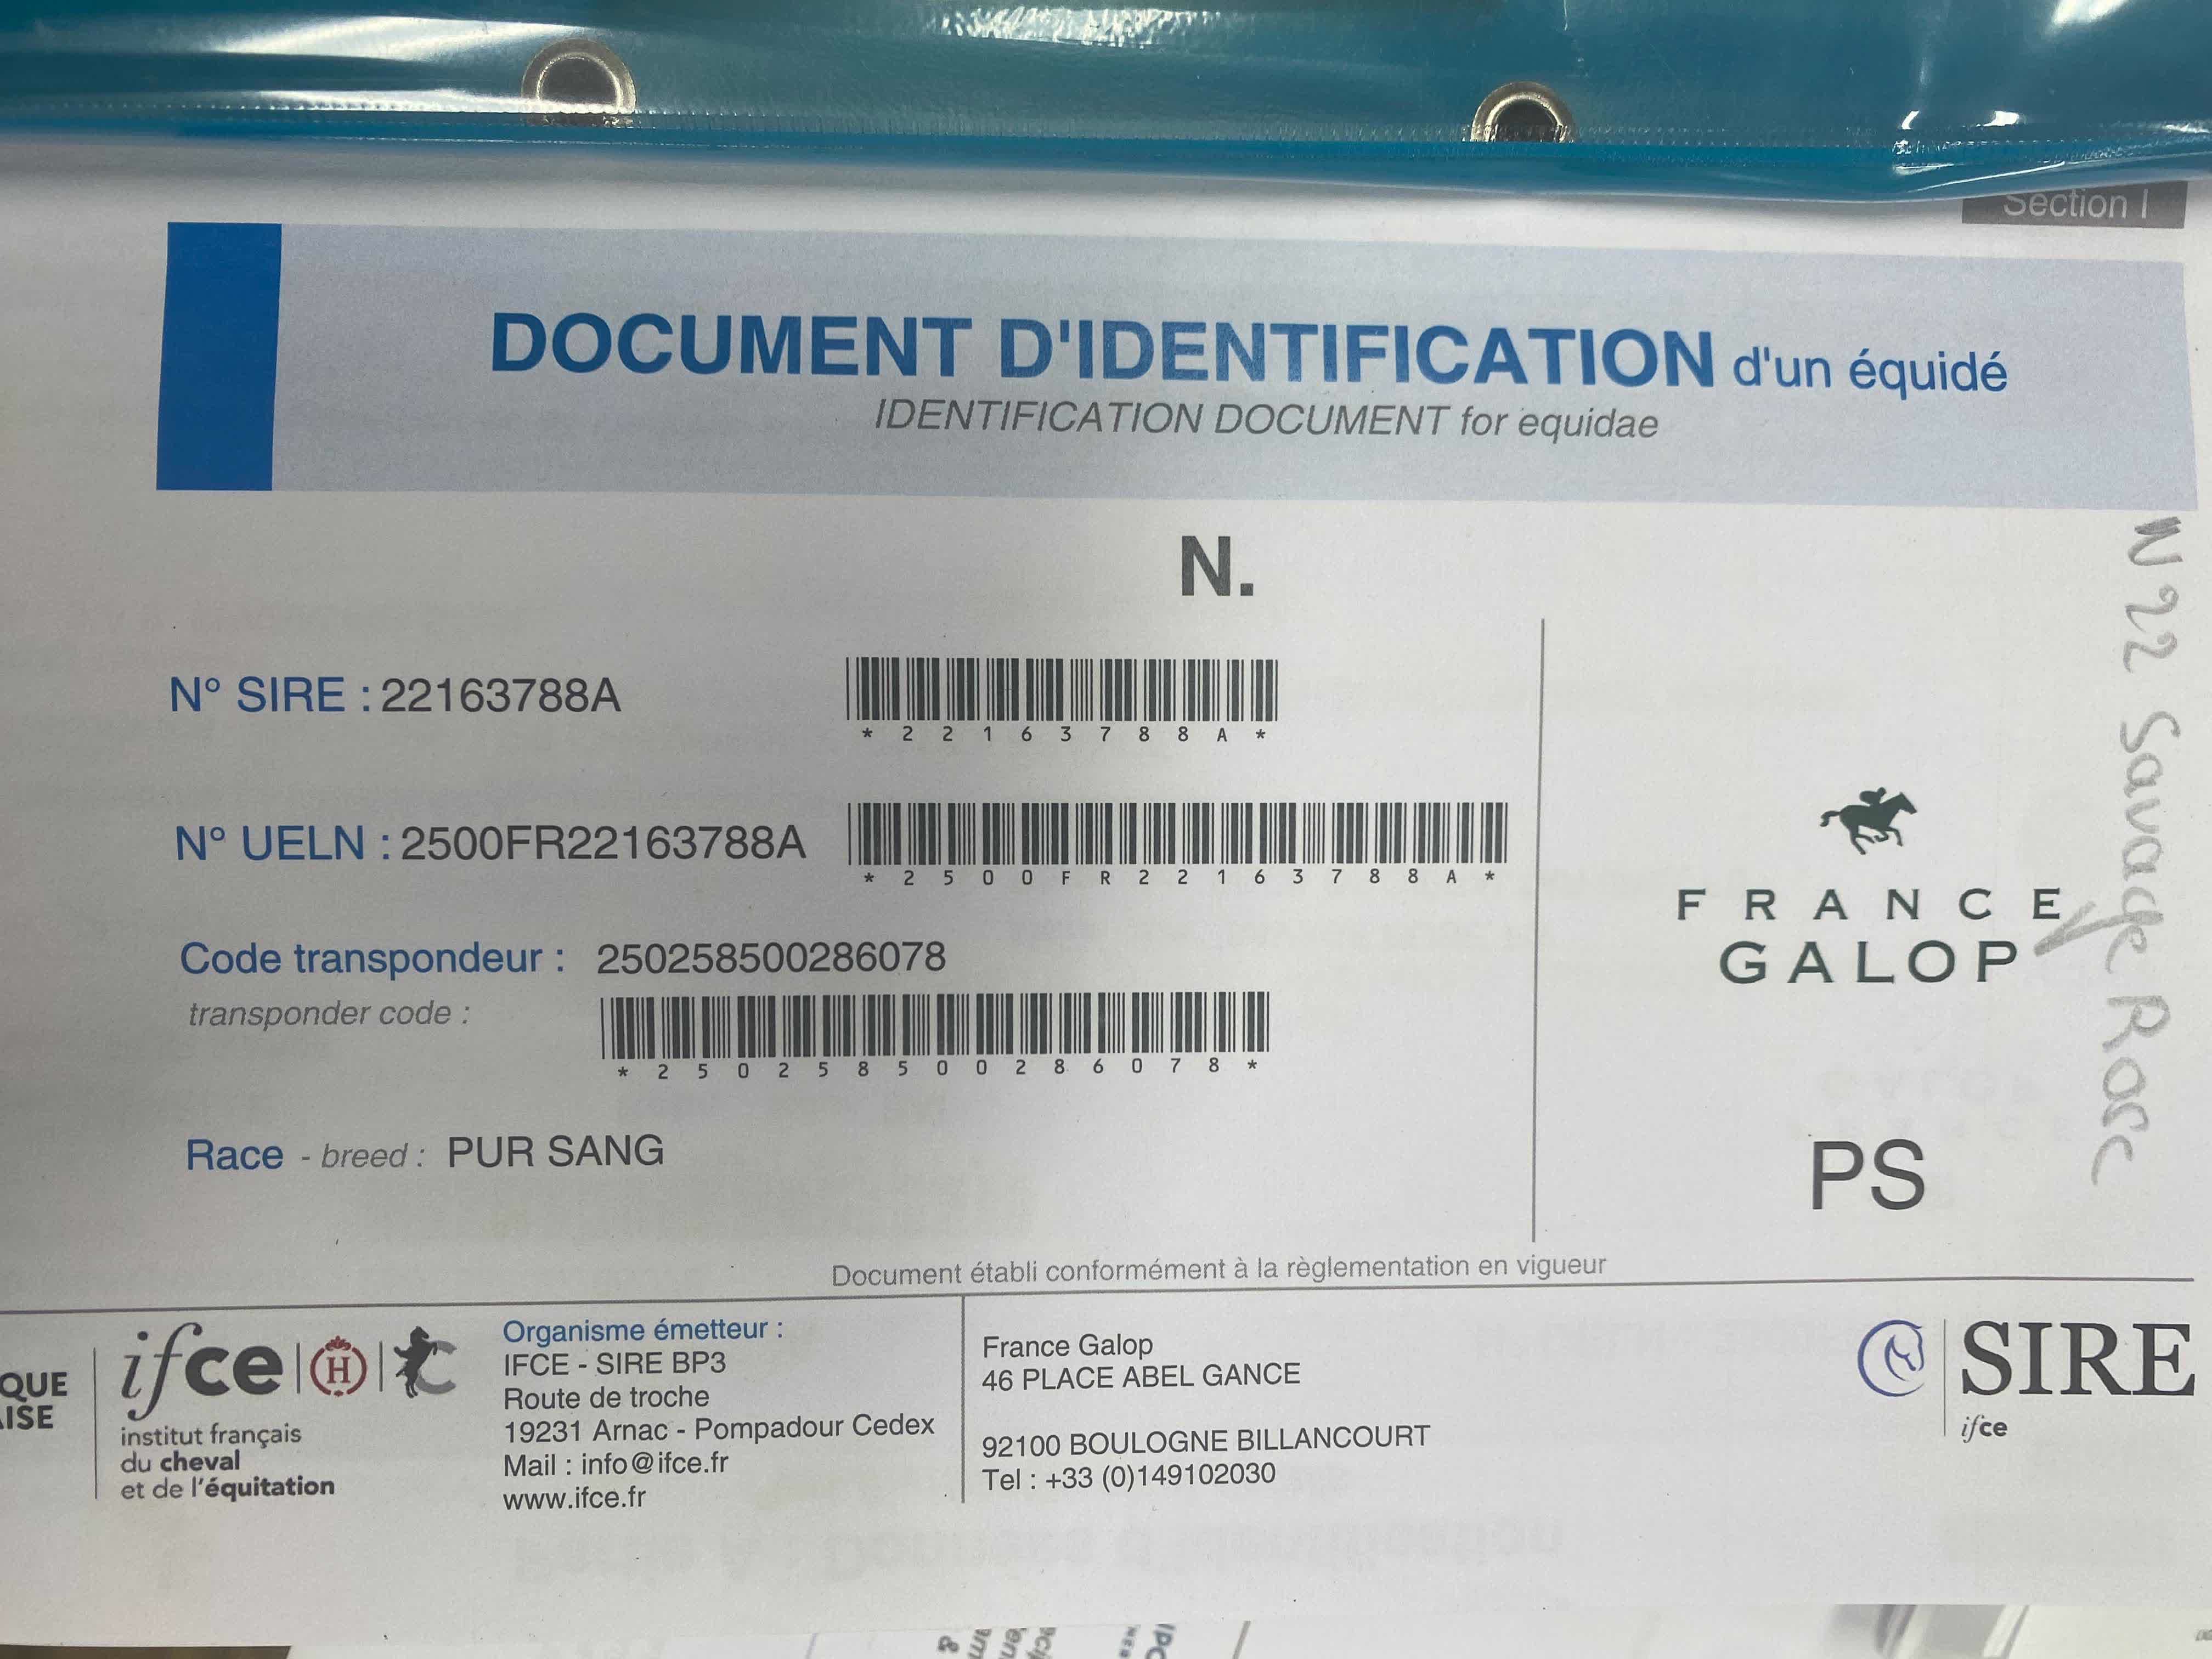 Section I
DOCUMENT D'IDENTIFICATION d'un équidé
IDENTIFICATION DOCUMENT for equidae
N.
N° SIRE : 22163788A
* 2 2 1 6 3 7 8 8 A *
N° UELN : 2500FR22163788A
* 2 5 0 0 F R 2 2 1 6 3 7 8 8 A *
Code transpondeur : 250258500286078
transponder code :
* 2 5 0 2 5 8 5 0 0 2 8 6 0 7 8 *
Race - breed : PUR SANG
FRANCE
GALOP
PS
N 22 Savage Rocc
Document établi conformément à la règlementation en vigueur
QUE
AISE
ifce
H
institut français
du cheval
et de l'équitation
Organisme émetteur :
IFCE - SIRE BP3
Route de troche
19231 Arnac - Pompadour Cedex
Mail : info@ifce.fr
www.ifce.fr
France Galop
46 PLACE ABEL GANCE
92100 BOULOGNE BILLANCOURT
Tel : +33 (0)149102030
SIRE
ifce